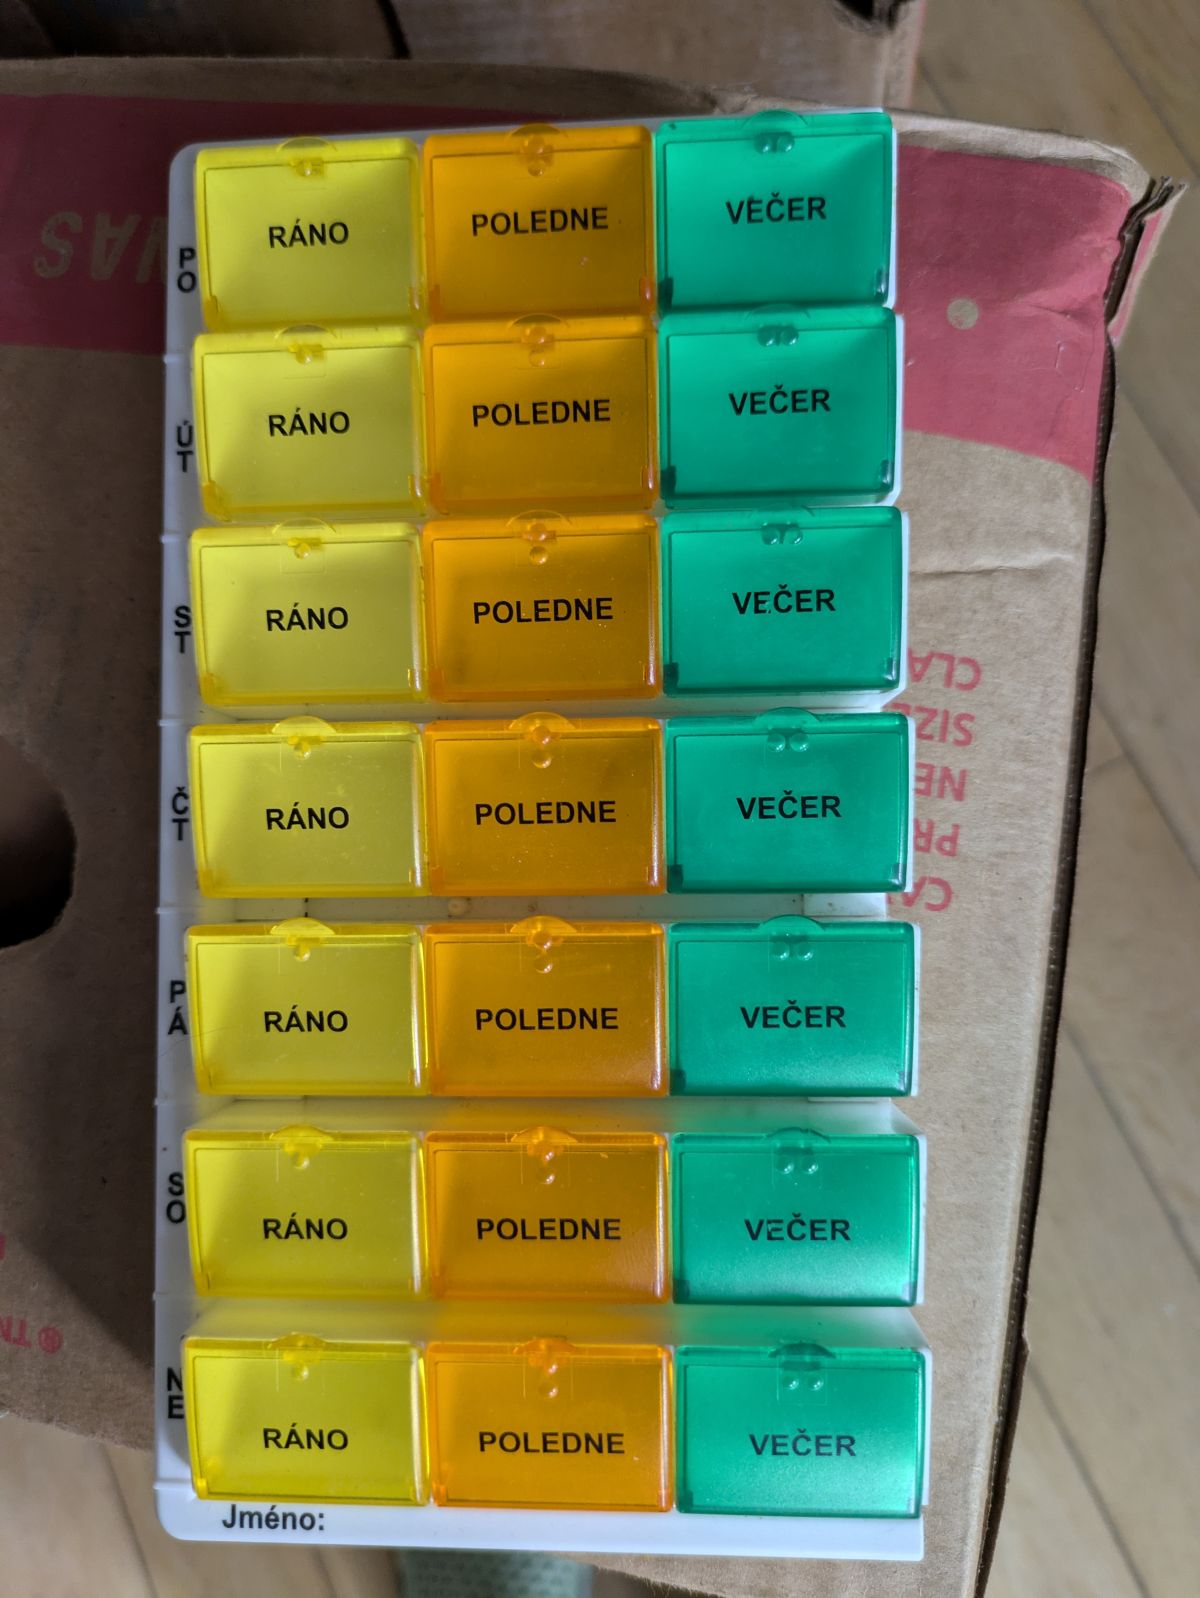 PO RÁNO POLEDNE VEČER
ÚT RÁNO POLEDNE VEČER
ST RÁNO POLEDNE VEČER
ČT RÁNO POLEDNE VEČER
PÁ RÁNO POLEDNE VEČER
SO RÁNO POLEDNE VEČER
NE RÁNO POLEDNE VEČER
Jméno: